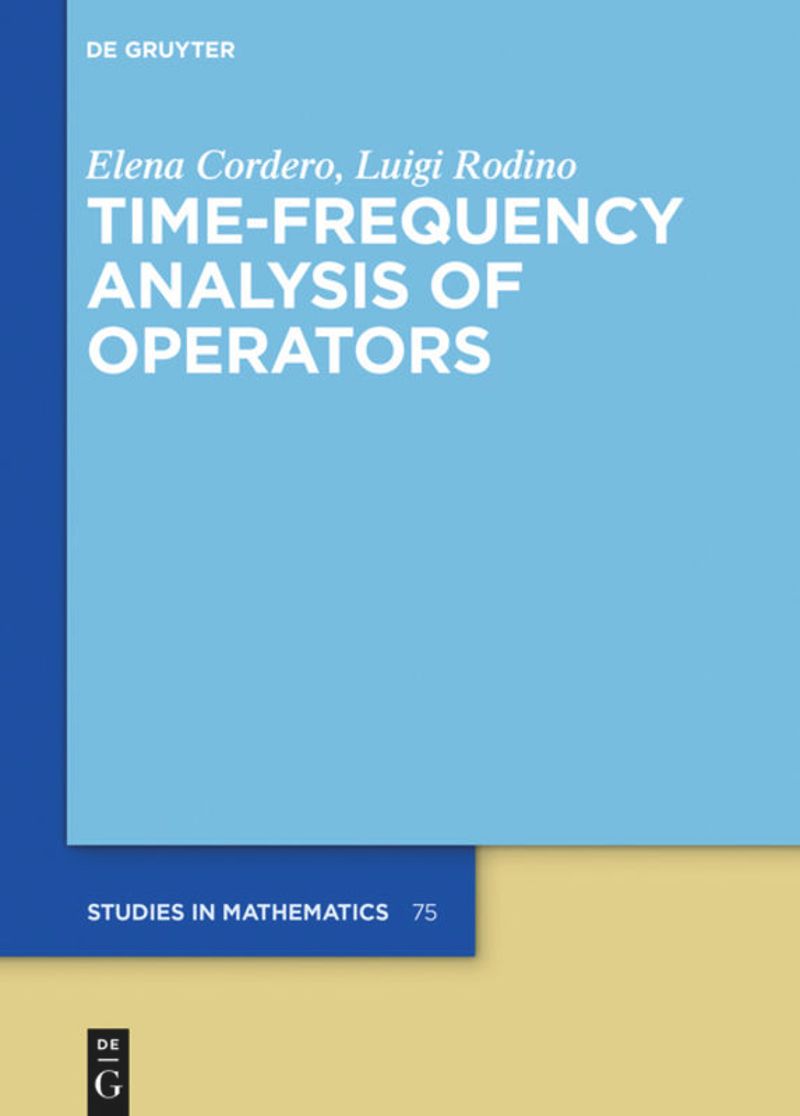 DE GRUYTER
Elena Cordero, Luigi Rodino
TIME-FREQUENCY
ANALYSIS OF
OPERATORS
STUDIES IN MATHEMATICS 75
DE
G